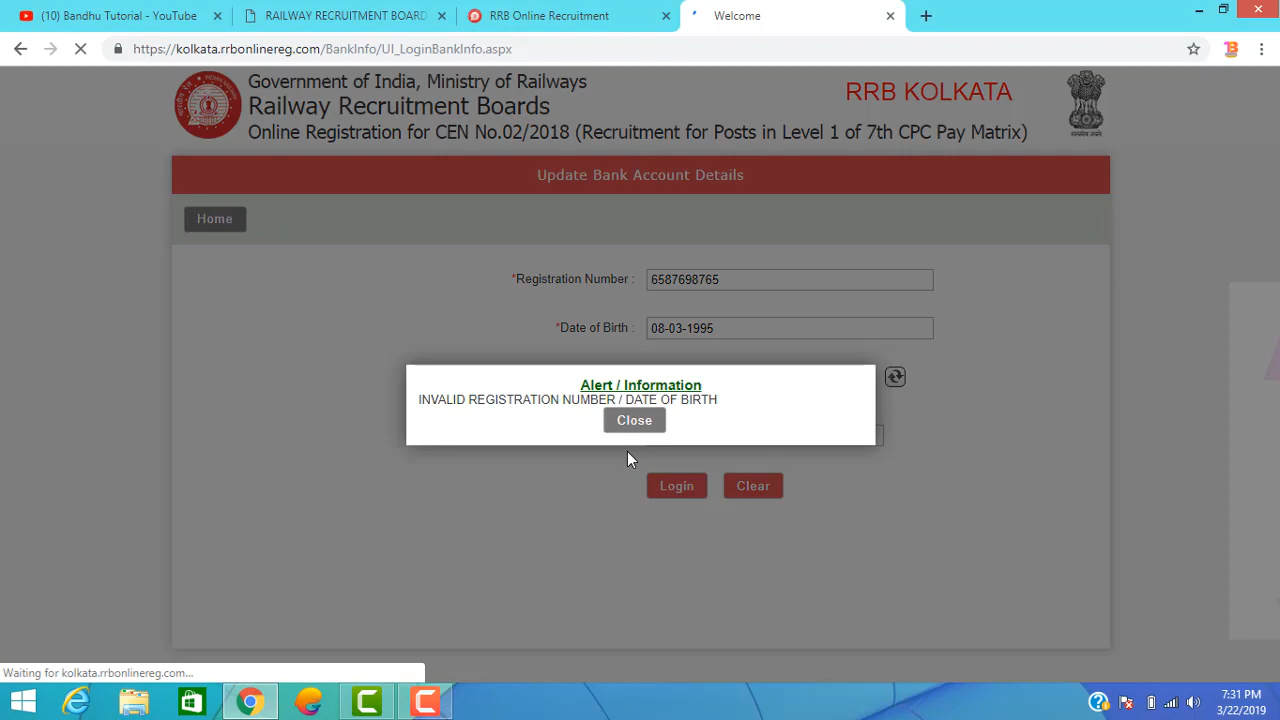 (10) Bandhu Tutorial - YouTube
RAILWAY RECRUITMENT BOARD
RRB Online Recruitment
Welcome
https://kolkata.rrbonlinereg.com/BankInfo/UI_LoginBankInfo.aspx
Government of India, Ministry of Railways
Railway Recruitment Boards
RRB KOLKATA
Online Registration for CEN No.02/2018 (Recruitment for Posts in Level 1 of 7th CPC Pay Matrix)
Update Bank Account Details
Home
*Registration Number : 6587698765
*Date of Birth : 08-03-1995
Alert / Information
INVALID REGISTRATION NUMBER / DATE OF BIRTH
Close
Login Clear
Waiting for kolkata.rrbonlinereg.com...
7:31 PM
3/22/2019